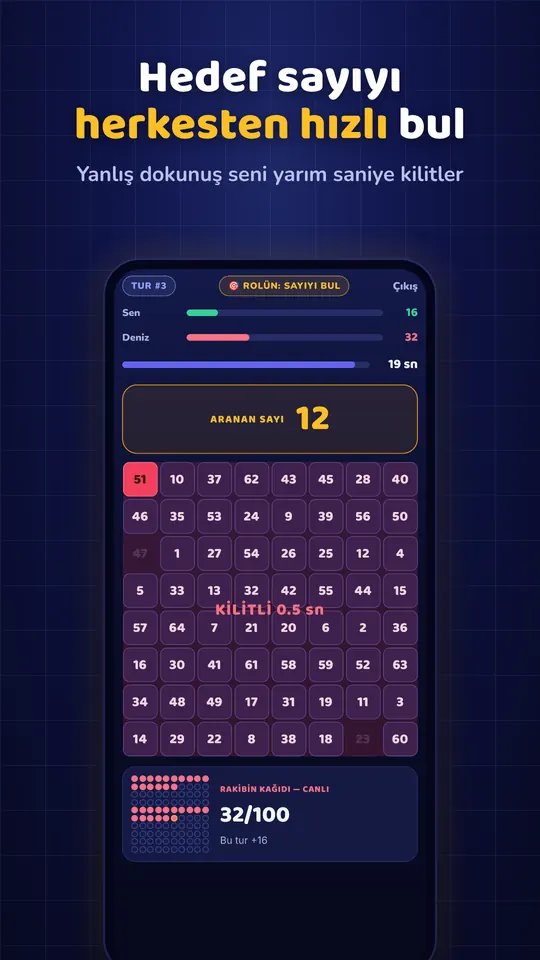 Hedef sayıyı
herkesten hızlı bul
Yanlış dokunuş seni yarım saniye kilitler
TUR #3
🎯 ROLÜN: SAYIYI BUL
Çıkış
Sen 16
Deniz 32
19 sn
ARANAN SAYI 12
51 10 37 62 43 45 28 40
46 35 53 24 9 39 56 50
47 1 27 54 26 25 12 4
5 33 13 32 42 55 44 15
KİLİTLİ 0.5 sn
57 64 7 21 20 6 2 36
16 30 41 61 58 59 52 63
34 48 49 17 31 19 11 3
14 29 22 8 38 18 23 60
RAKİBİN KAĞIDI — CANLI
32/100
Bu tur +16